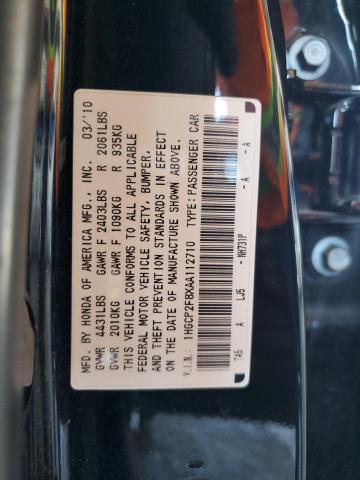 MFD. BY HONDA OF AMERICA MFG., INC. 03/'10
GVWR 4431LBS GAWR F 2403LBS R 2061LBS
GVWR 2010KG GAWR F 1090KG R 935KG
THIS VEHICLE CONFORMS TO ALL APPLICABLE
FEDERAL MOTOR VEHICLE SAFETY, BUMPER,
AND THEFT PREVENTION STANDARDS IN EFFECT
ON THE DATE OF MANUFACTURE SHOWN ABOVE.
V.I.N.: 1HGCP2F8XAA112710 TYPE: PASSENGER CAR
TA5 A LJ5 - NH731P - A - A